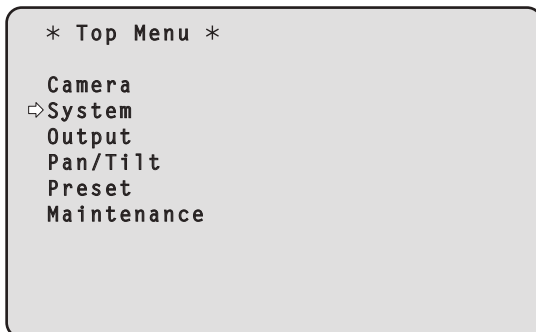 * Top Menu *
Camera
⇨System
Output
Pan/Tilt
Preset
Maintenance